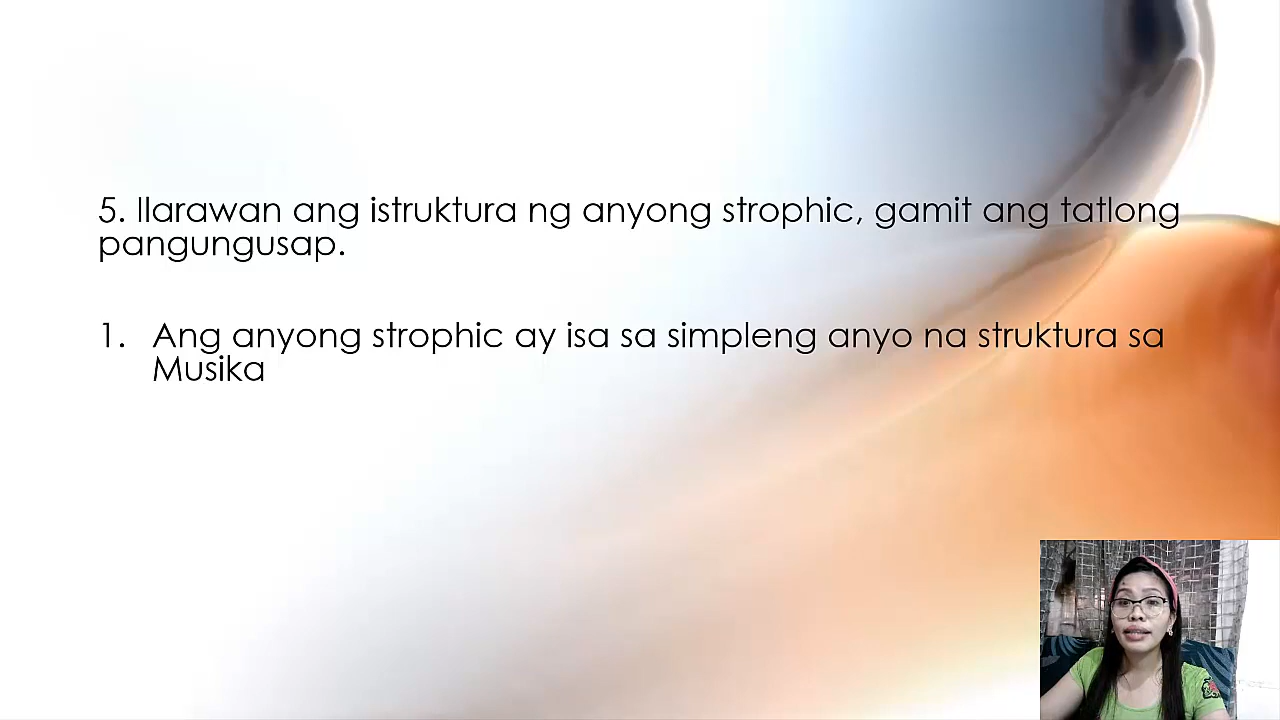 5. Ilarawan ang istruktura ng anyong strophic, gamit ang tatlong
pangungusap.
1. Ang anyong strophic ay isa sa simpleng anyo na struktura sa
Musika